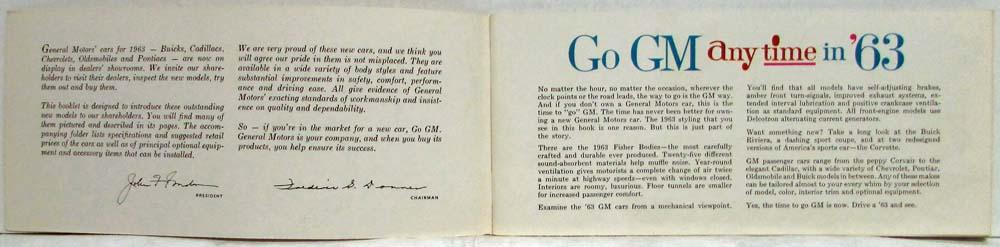 General Motors' cars for 1963 — Buicks, Cadillacs,
Chevrolets, Oldsmobiles and Pontiacs — are now on
display in dealers' showrooms. We invite our share-
holders to visit their dealers, inspect the new models, try
them out and buy them.
This booklet is designed to introduce these outstanding
new models to our shareholders. You will find many of
them pictured and described in its pages. The accom-
panying folder lists specifications and suggested retail
prices of the cars as well as of principal optional equip-
ment and accessory items that can be installed.
PRESIDENT
We are very proud of these new cars, and we think you
will agree our pride in them is not misplaced. They are
available in a wide variety of body styles and feature
substantial improvements in safety, comfort, perform-
ance and driving ease. All give evidence of General
Motors' exacting standards of workmanship and insist-
ence on quality and dependability.
So — if you're in the market for a new car, Go GM.
General Motors is your company, and when you buy its
products, you help ensure its success.
CHAIRMAN
Go GM any time in '63
No matter the hour, no matter the occasion, wherever the
clock points or the road leads, the way to go is the GM way.
And if you don't own a General Motors car, this is the
time to "go" GM. The time has never been better for own-
ing a new General Motors car. The 1963 styling that you
see in this book is one reason. But this is just part of
the story.
There are the 1963 Fisher Bodies—the most carefully
crafted and durable ever produced. Twenty-five different
sound-absorbent materials help muffle noise. Year-round
ventilation gives motorists a complete change of air twice
a minute at highway speeds—even with windows closed.
Interiors are roomy, luxurious. Floor tunnels are smaller
for increased passenger comfort.
Examine the '63 GM cars from a mechanical viewpoint.
You'll find that all models have self-adjusting brakes,
amber front turn-signals, improved exhaust systems, ex-
tended internal lubrication and positive crankcase ventila-
tion as standard equipment. All front-engine models use
Delcotron alternating current generators.
Want something new? Take a long look at the Buick
Riviera, a dashing sport coupe, and at two redesigned
versions of America's sports car—the Corvette.
GM passenger cars range from the peppy Corvair to the
elegant Cadillac, with a wide variety of Chevrolet, Pontiac,
Oldsmobile and Buick models in between. Any of these makes
can be tailored almost to your every whim by your selection
of model, color, interior trim and optional equipment.
Yes, the time to go GM is now. Drive a '63 and see.